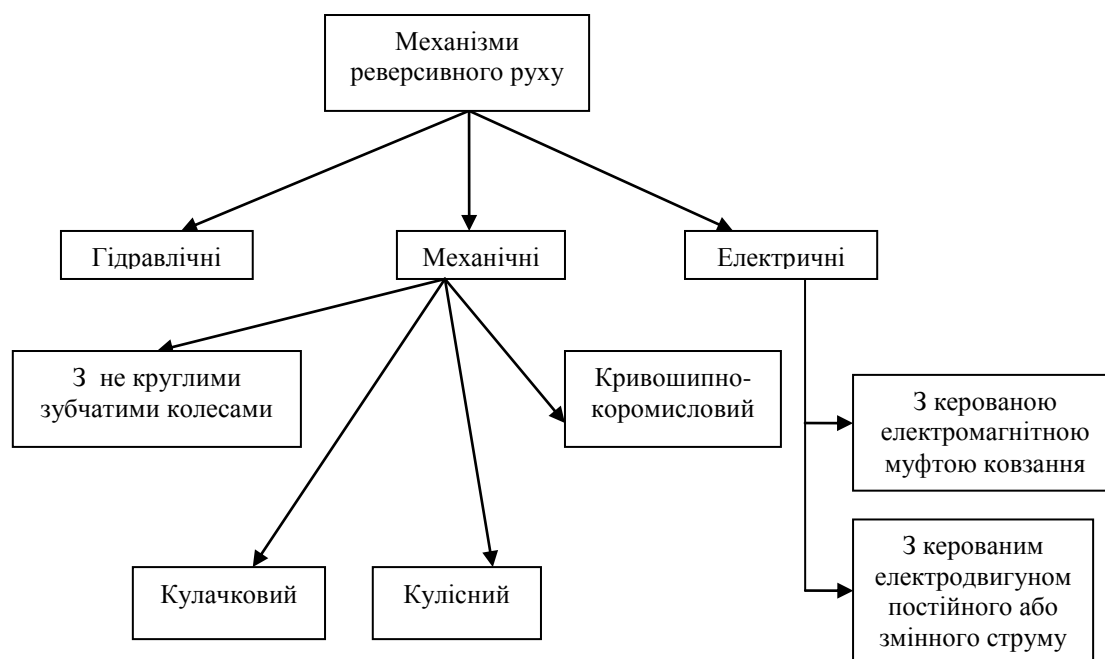 Механізми
реверсивного руху
Гідравлічні
Механічні
Електричні
З не круглими
зубчатими колесами
Кривошипно-
коромисловий
З керованою
електромагнітною
муфтою ковзання
Кулачковий
Кулісний
З керованим
електродвигуном
постійного або
змінного струму